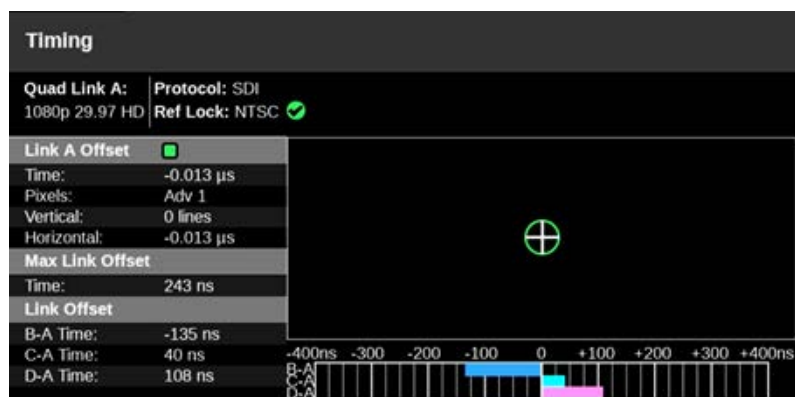 Timing
Quad Link A: Protocol: SDI
1080p 29.97 HD Ref Lock: NTSC
Link A Offset
Time: -0.013 µs
Pixels: Adv 1
Vertical: 0 lines
Horizontal: -0.013 µs
Max Link Offset
Time: 243 ns
Link Offset
B-A Time: -135 ns
C-A Time: 40 ns
D-A Time: 108 ns
-400ns -300 -200 -100 0 +100 +200 +300 +400ns
B-A
C-A
D-A